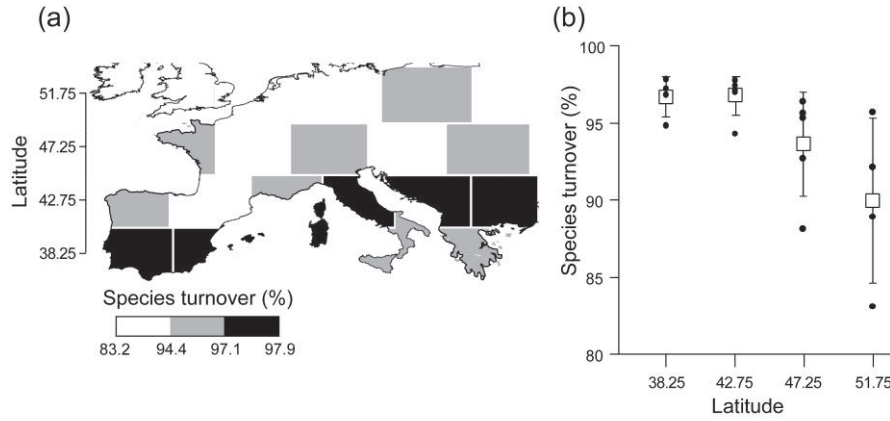 (a)
Latitude
51.75
47.25
42.75
38.25
Species turnover (%)
83.2 94.4 97.1 97.9
(b)
Species turnover (%)
100
95
90
85
80
38.25 42.75 47.25 51.75
Latitude